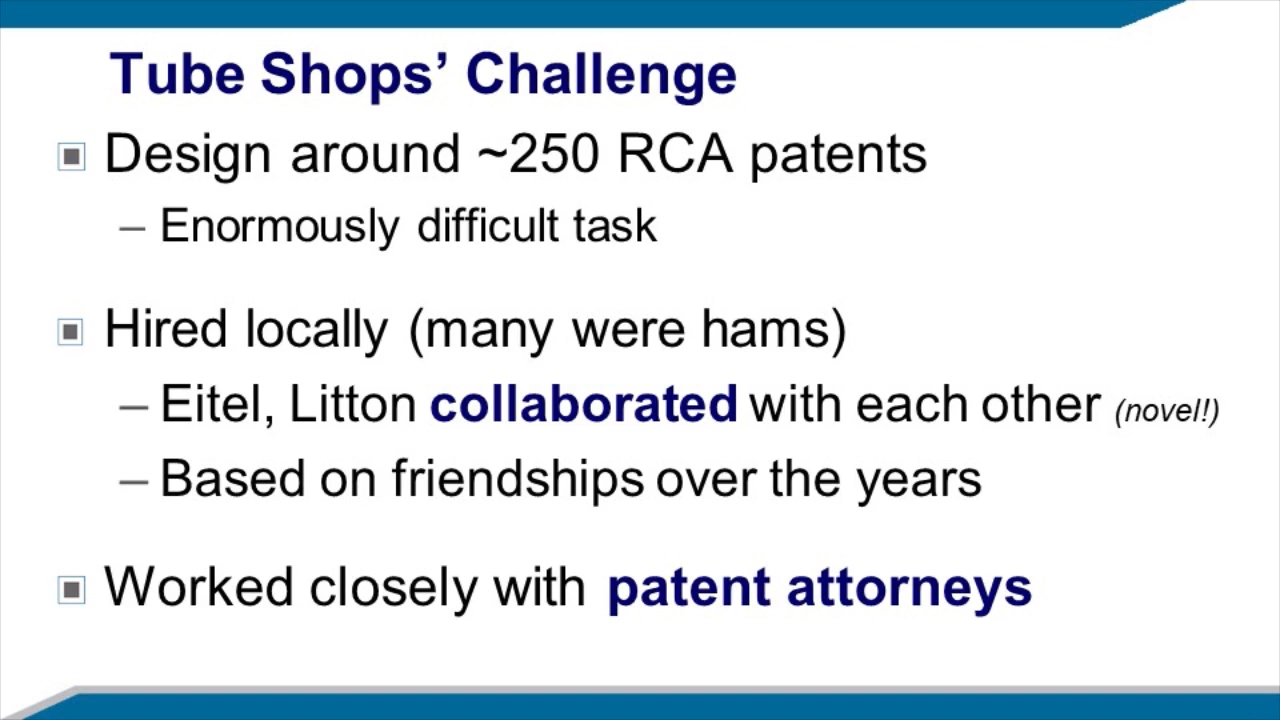 Tube Shops’ Challenge
Design around ~250 RCA patents
– Enormously difficult task
Hired locally (many were hams)
– Eitel, Litton collaborated with each other (novel!)
– Based on friendships over the years
Worked closely with patent attorneys